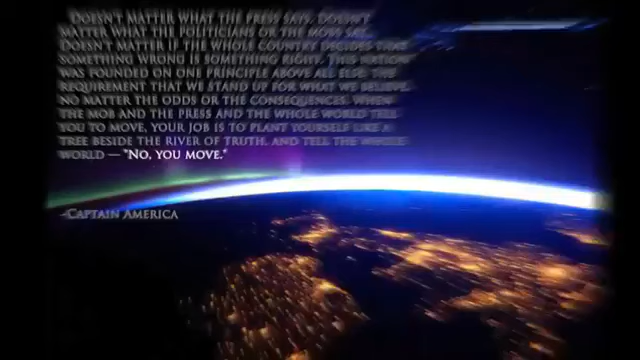 Doesn't matter what the press says. Doesn't
matter what the politicians or the mobs say.
Doesn't matter if the whole country decides that
something wrong is something right. This nation
was founded on one principle above all else: the
requirement that we stand up for what we believe,
no matter the odds or the consequences. When
the mob and the press and the whole world tell
you to move, your job is to plant yourself like a
tree beside the river of truth, and tell the whole
world — "No, you move."
-Captain America